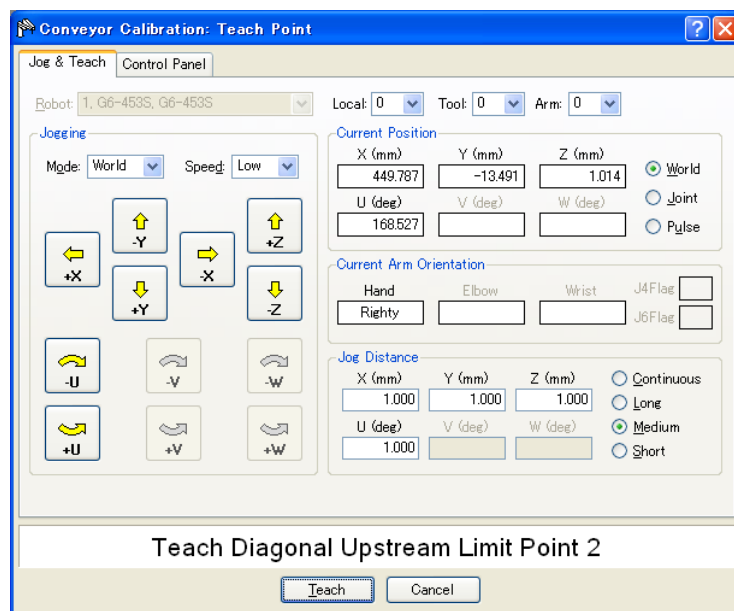 Conveyor Calibration: Teach Point
Jog & Teach Control Panel
Robot: 1, G6-453S, G6-453S Local: 0 Tool: 0 Arm: 0
Jogging
Mode: World Speed: Low
-Y +Z
+X -X
+Y -Z
-U -V -W
+U +V +W
Current Position
X (mm) Y (mm) Z (mm)
449.787 -13.491 1.014 World
U (deg) V (deg) W (deg) Joint
168.527 Pulse
Current Arm Orientation
Hand Elbow Wrist J4Flag
Righty J6Flag
Jog Distance
X (mm) Y (mm) Z (mm) Continuous
1.000 1.000 1.000 Long
U (deg) V (deg) W (deg) Medium
1.000 Short
Teach Diagonal Upstream Limit Point 2
Teach Cancel